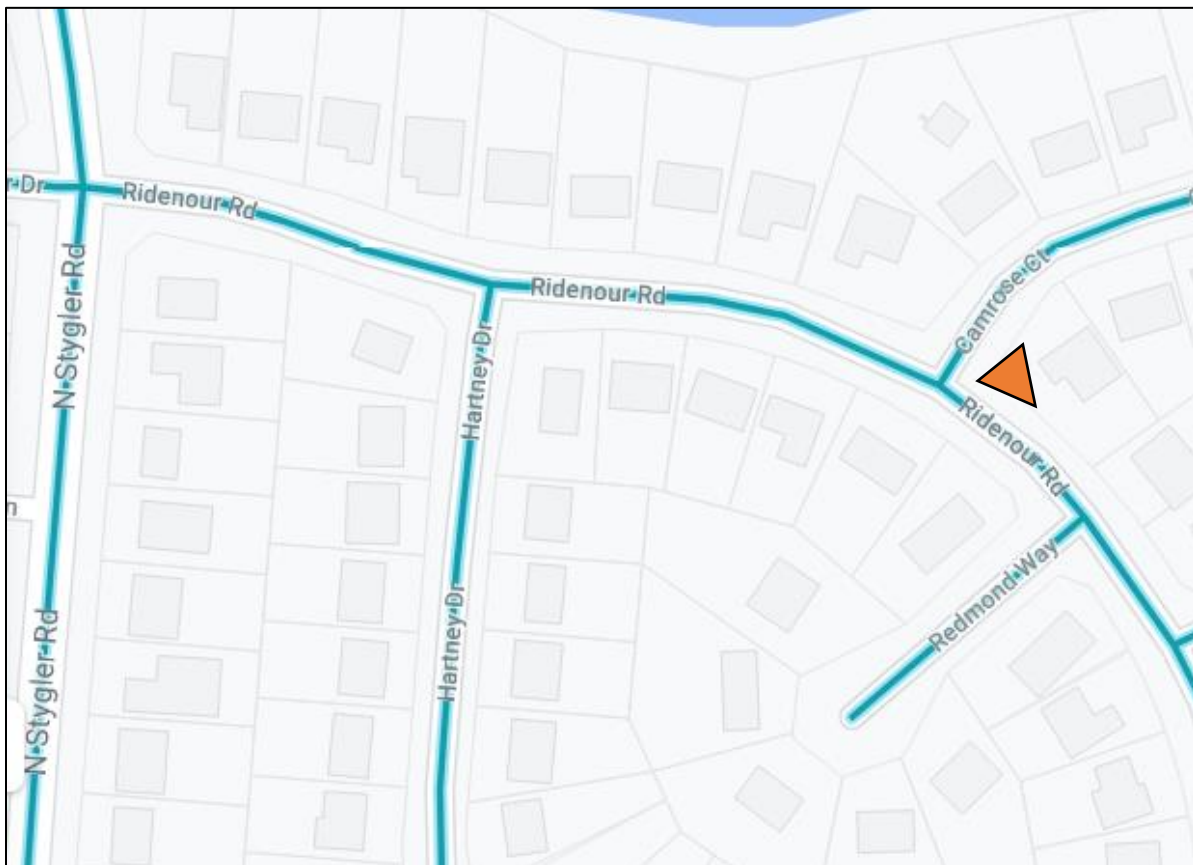 r Dr
Ridenour Rd
Ridenour Rd
N Stygler Rd
Hartney Dr
Camrose Ct
Ridenour Rd
n
Redmond Way
Hartney Dr
N Stygler Rd